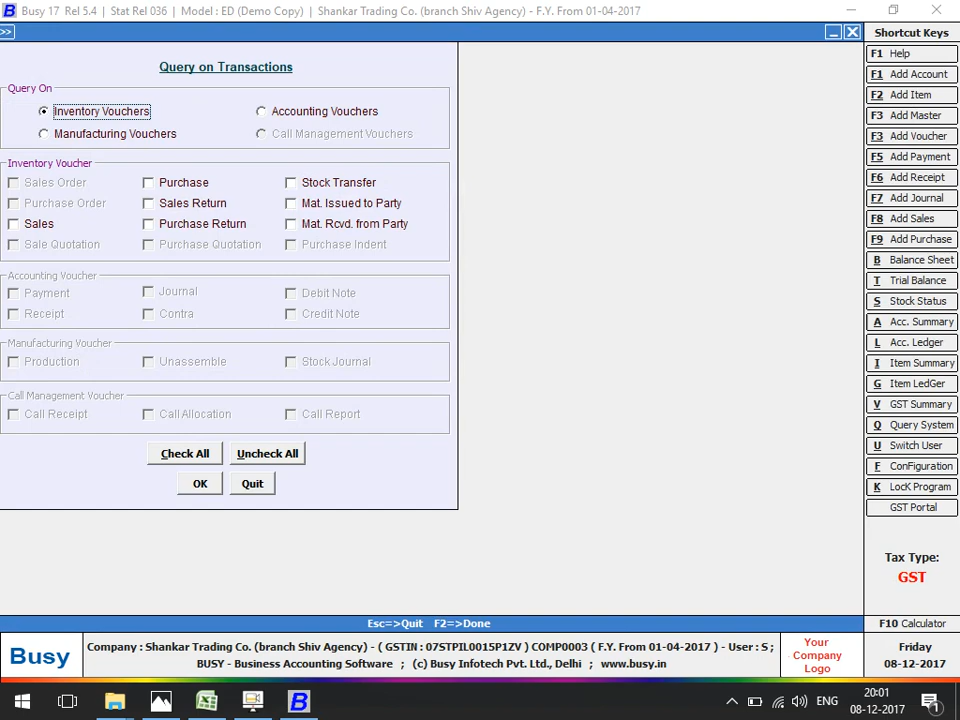 B Busy 17 Rel 5.4 | Stat Rel 036 | Model : ED (Demo Copy) | Shankar Trading Co. (branch Shiv Agency) - F.Y. From 01-04-2017
>>
Query on Transactions
Query On
Inventory Vouchers Accounting Vouchers
Manufacturing Vouchers Call Management Vouchers
Inventory Voucher
Sales Order Purchase Stock Transfer
Purchase Order Sales Return Mat. Issued to Party
Sales Purchase Return Mat. Rcvd. from Party
Sale Quotation Purchase Quotation Purchase Indent
Accounting Voucher
Payment Journal Debit Note
Receipt Contra Credit Note
Manufacturing Voucher
Production Unassemble Stock Journal
Call Management Voucher
Call Receipt Call Allocation Call Report
Check All Uncheck All
OK Quit
Shortcut Keys
F1 Help
F1 Add Account
F2 Add Item
F3 Add Master
F3 Add Voucher
F5 Add Payment
F6 Add Receipt
F7 Add Journal
F8 Add Sales
F9 Add Purchase
B Balance Sheet
T Trial Balance
S Stock Status
A Acc. Summary
L Acc. Ledger
I Item Summary
G Item LedGer
V GST Summary
Q Query System
U Switch User
F ConFiguration
K LocK Program
GST Portal
Tax Type:
GST
Esc=>Quit F2=>Done
F10 Calculator
Busy
Company : Shankar Trading Co. (branch Shiv Agency) - ( GSTIN : 07STPIL0015P1ZV ) COMP0003 ( F.Y. From 01-04-2017 ) - User : S ;
BUSY - Business Accounting Software ; (c) Busy Infotech Pvt. Ltd., Delhi ; www.busy.in
Your
Company
Logo
Friday
08-12-2017
B
ENG
20:01
08-12-2017
1